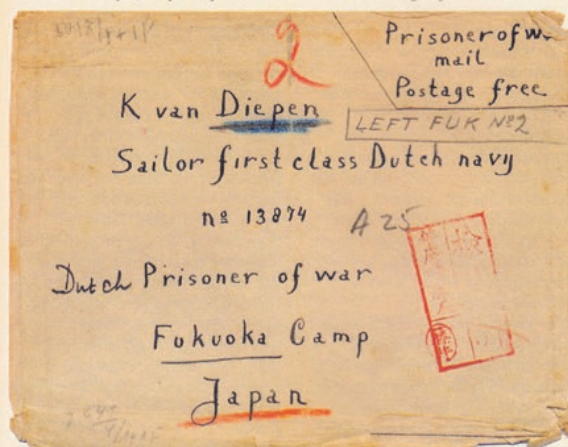 2
Prisoner of w.
mail
Postage free
K van Diepen
LEFT FUK Nº2
Sailor first class Dutch navy
nº 13874
A 25
Dutch Prisoner of war
Fukuoka Camp
Japan